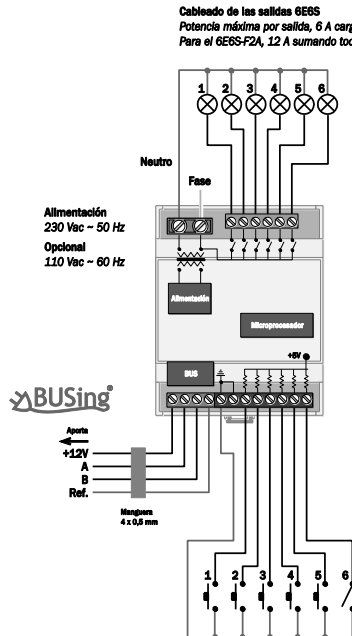 Cableado de las salidas 6E6S
Potencia máxima por salida, 6 A
Para el 6E6S-F2A, 12 A sumando
1 2 3 4 5 6
Neutro
Fase
Alimentación
230 Vac ~ 50 Hz
Opcional
110 Vac ~ 60 Hz
Alimentación
Microprocesador
+5V
BUS
BUSing®
Aporta
+12V
A
B
Ref.
Manguera
4 x 0,5 mm
1 2 3 4 5 6